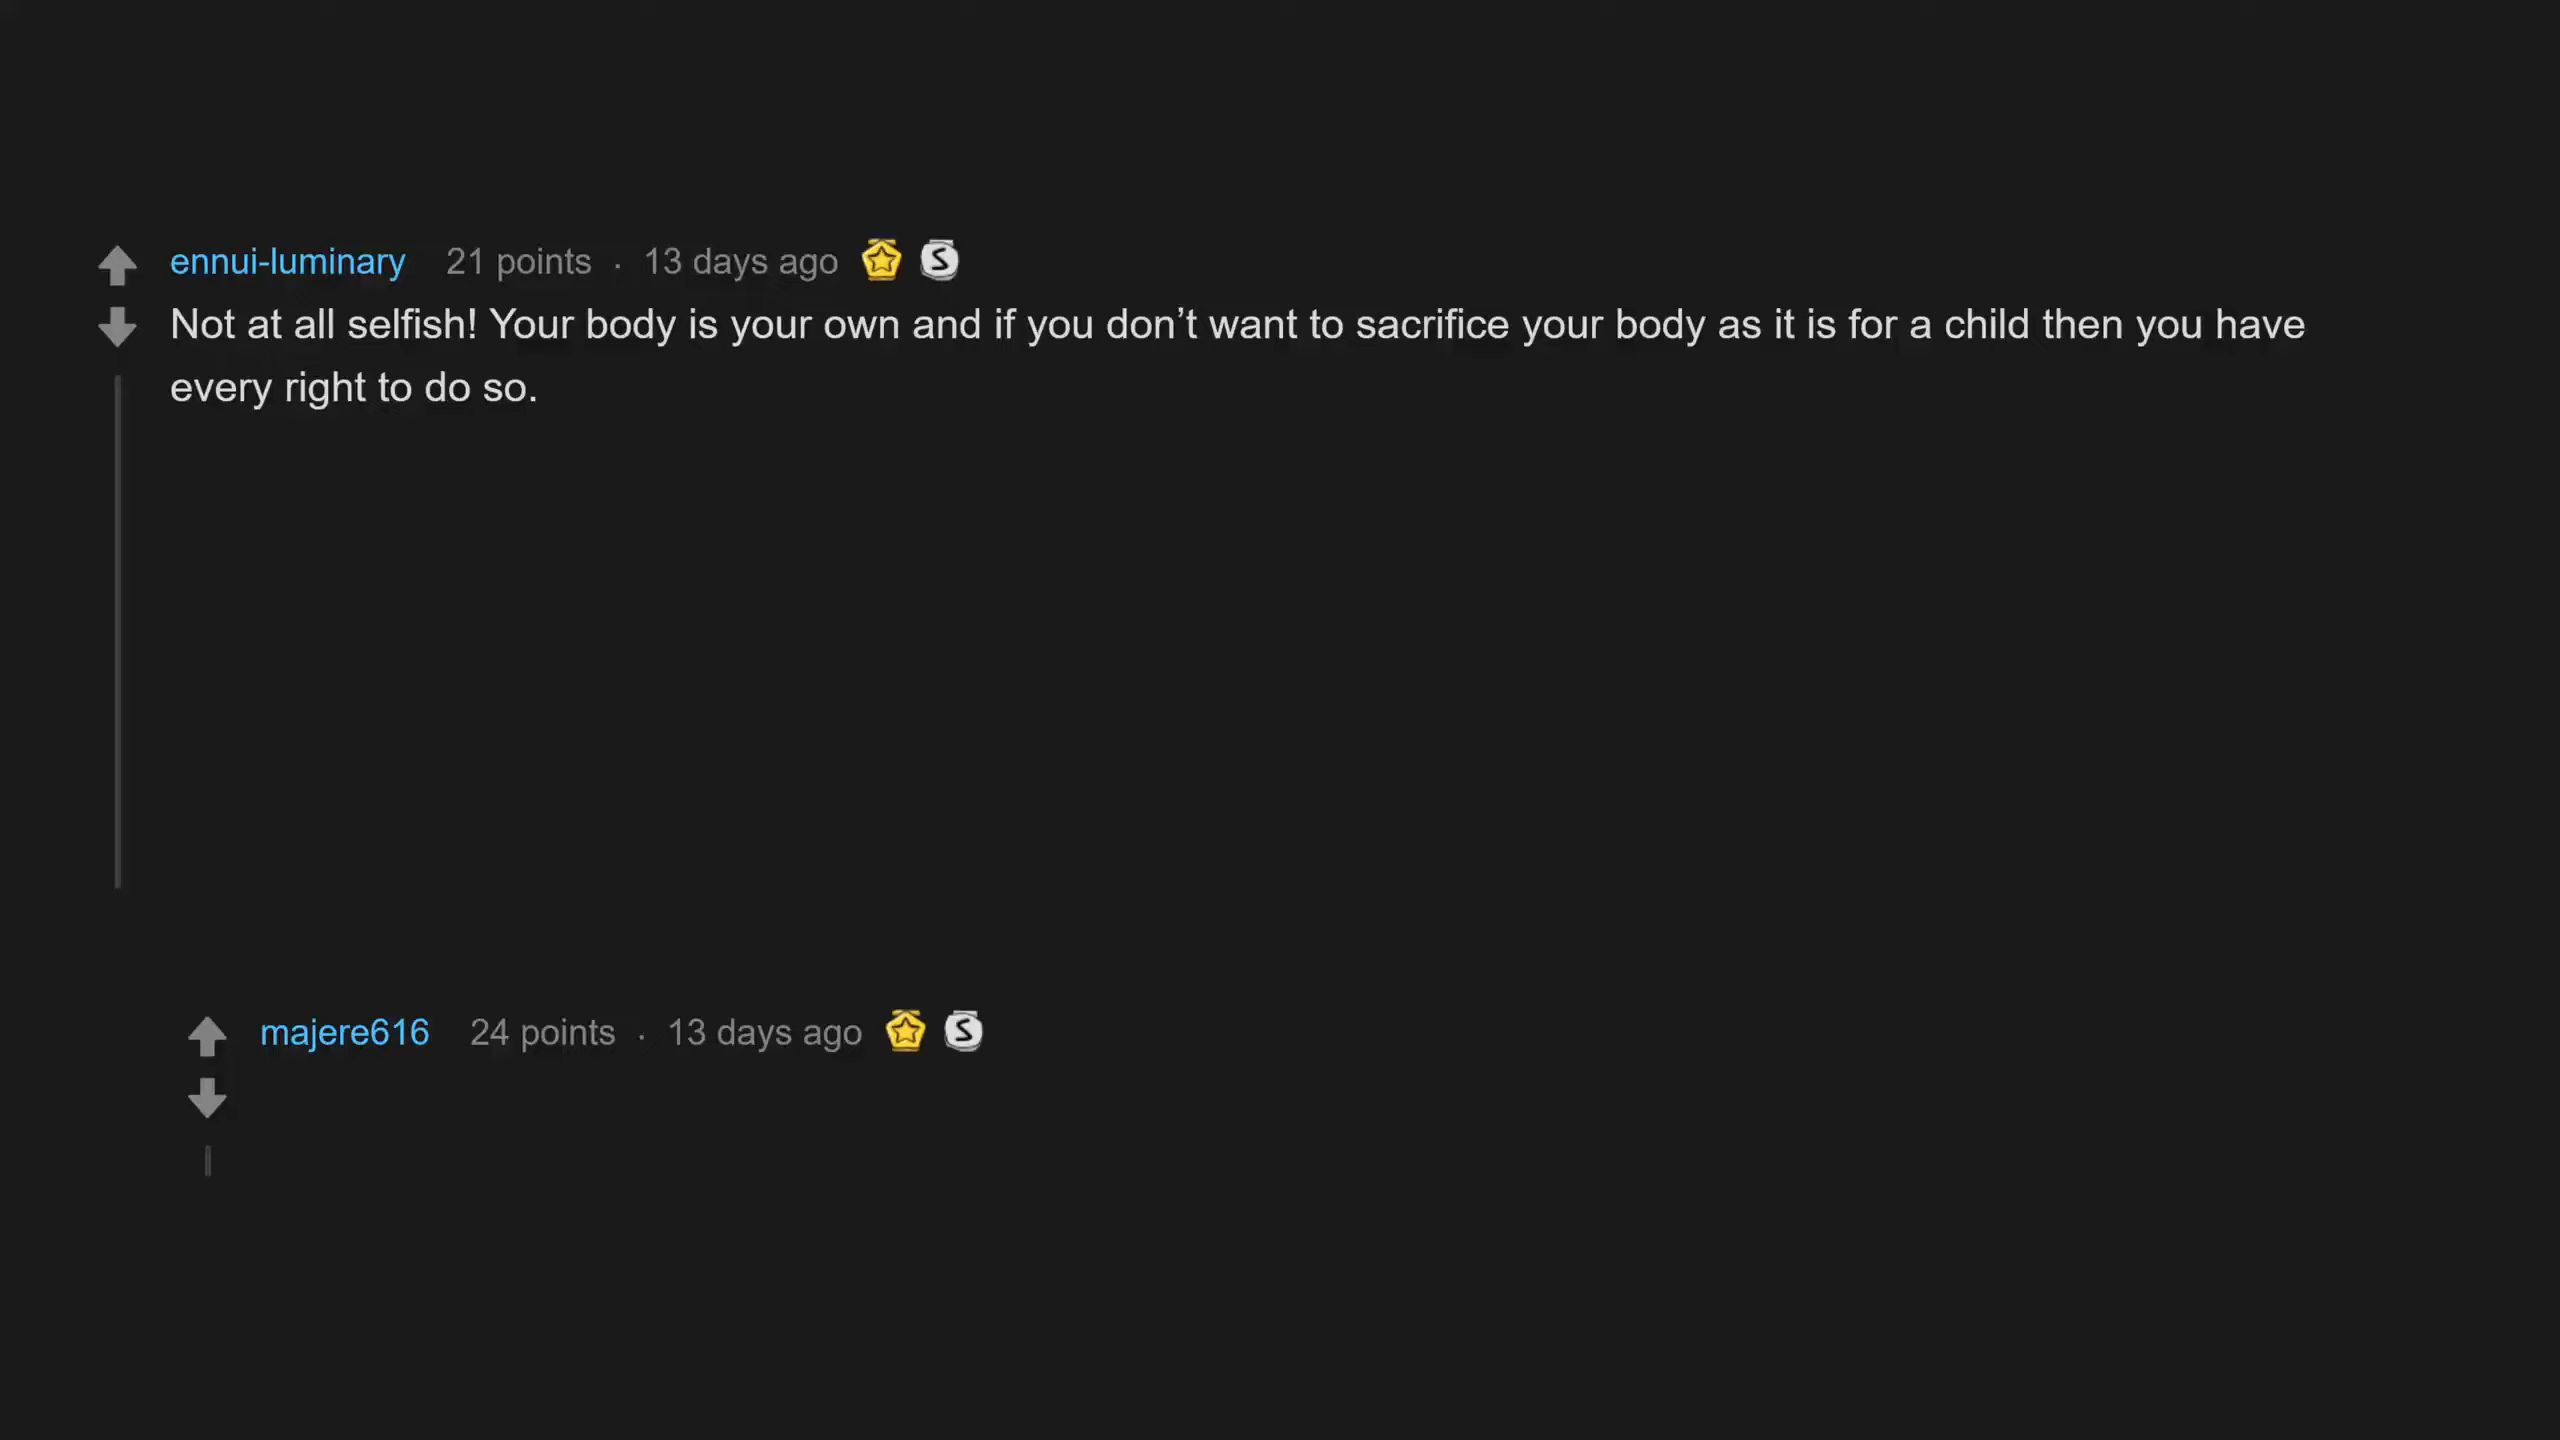 ennui-luminary 21 points · 13 days ago
Not at all selfish! Your body is your own and if you don’t want to sacrifice your body as it is for a child then you have
every right to do so.
majere616 24 points · 13 days ago